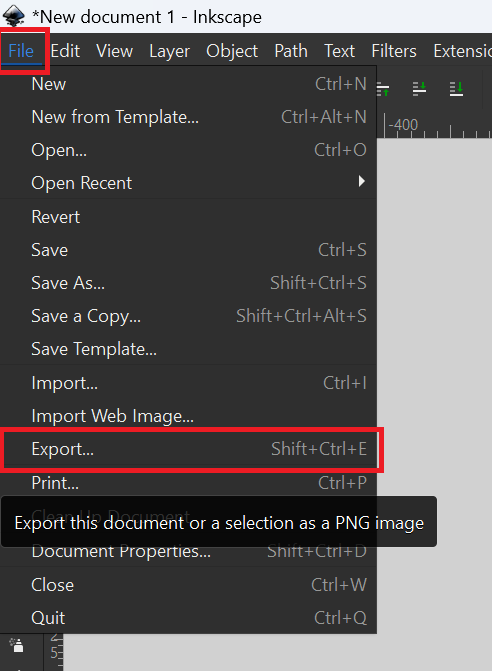 *New document 1 - Inkscape
File Edit View Layer Object Path Text Filters Extensio
New Ctrl+N
New from Template... Ctrl+Alt+N
-400
Open... Ctrl+O
Open Recent
Revert
Save Ctrl+S
Save As... Shift+Ctrl+S
Save a Copy... Shift+Ctrl+Alt+S
Save Template...
Import... Ctrl+I
Import Web Image...
Export... Shift+Ctrl+E
Print... Ctrl+P
Clean Up Document
Export this document or a selection as a PNG image
Document Properties... Shift+Ctrl+D
Close Ctrl+W
Quit Ctrl+Q
2
5